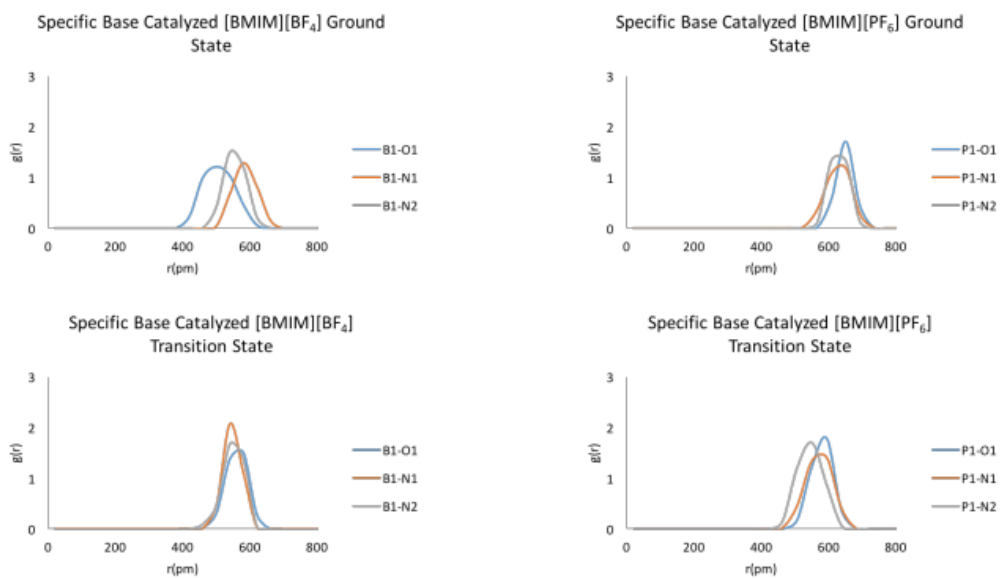 Specific Base Catalyzed [BMIM][BF₄] Ground
State
3
2
1
0
g(r)
0 200 400 600 800
r(pm)
B1-O1
B1-N1
B1-N2
Specific Base Catalyzed [BMIM][PF₆] Ground
State
3
2
1
0
g(r)
0 200 400 600 800
r(pm)
P1-O1
P1-N1
P1-N2
Specific Base Catalyzed [BMIM][BF₄]
Transition State
3
2
1
0
g(r)
0 200 400 600 800
r(pm)
B1-O1
B1-N1
B1-N2
Specific Base Catalyzed [BMIM][PF₆]
Transition State
3
2
1
0
g(r)
0 200 400 600 800
r(pm)
P1-O1
P1-N1
P1-N2